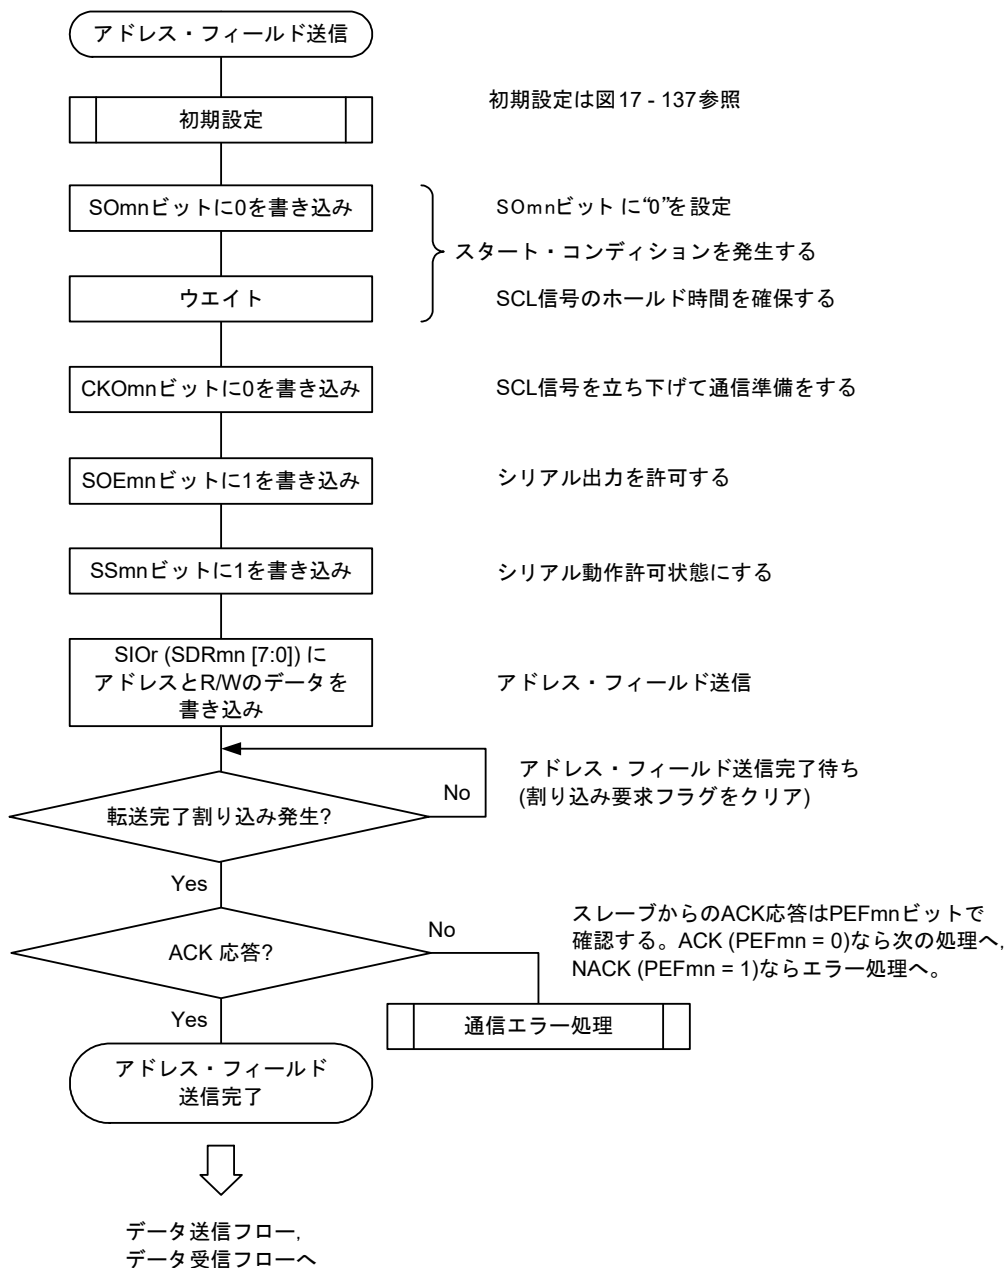 アドレス・フィールド送信
初期設定
初期設定は図17 - 137参照
SOmnビットに0を書き込み
SOmnビット に“0”を設定
スタート・コンディションを発生する
ウエイト
SCL信号のホールド時間を確保する
CKOmnビットに0を書き込み
SCL信号を立ち下げて通信準備をする
SOEmnビットに1を書き込み
シリアル出力を許可する
SSmnビットに1を書き込み
シリアル動作許可状態にする
SIOr (SDRmn [7:0]) に
アドレスとR/Wのデータを
書き込み
アドレス・フィールド送信
転送完了割り込み発生?
No
アドレス・フィールド送信完了待ち
(割り込み要求フラグをクリア)
Yes
ACK 応答?
No
スレーブからのACK応答はPEFmnビットで
確認する。ACK (PEFmn = 0)なら次の処理へ,
NACK (PEFmn = 1)ならエラー処理へ。
通信エラー処理
Yes
アドレス・フィールド
送信完了
データ送信フロー,
データ受信フローへ